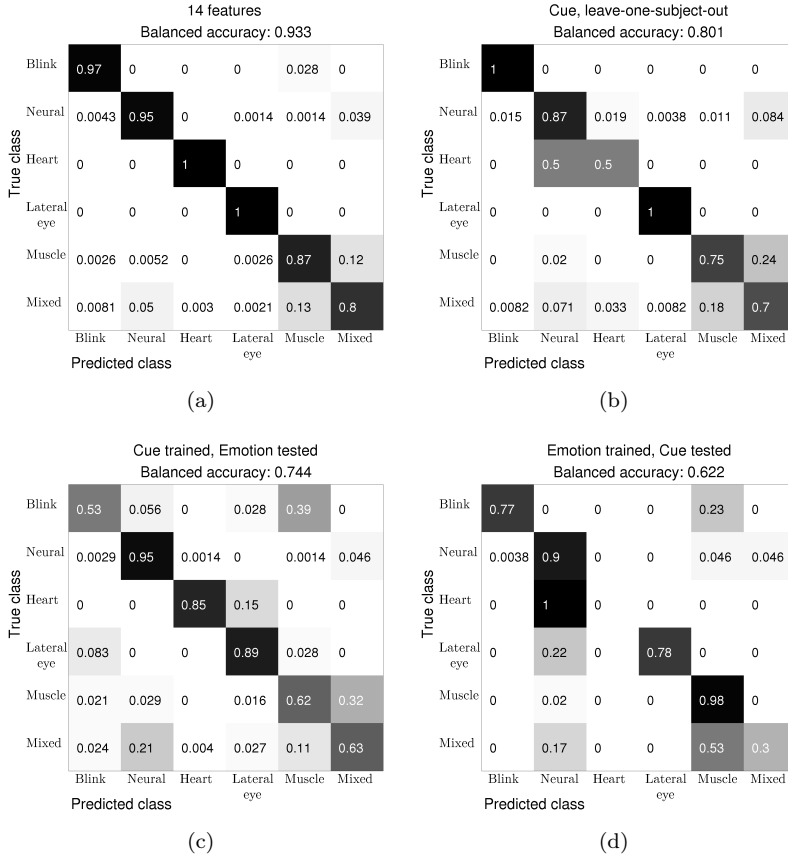 14 features
Balanced accuracy: 0.933
True class
Blink 0.97 0 0 0 0.028 0
Neural 0.0043 0.95 0 0.0014 0.0014 0.039
Heart 0 0 1 0 0 0
Lateral eye 0 0 0 1 0 0
Muscle 0.0026 0.0052 0 0.0026 0.87 0.12
Mixed 0.0081 0.05 0.003 0.0021 0.13 0.8
Blink Neural Heart Lateral eye Muscle Mixed
Predicted class
(a)
Cue, leave-one-subject-out
Balanced accuracy: 0.801
True class
Blink 1 0 0 0 0 0
Neural 0.015 0.87 0.019 0.0038 0.011 0.084
Heart 0 0.5 0.5 0 0 0
Lateral eye 0 0 0 1 0 0
Muscle 0 0.02 0 0 0.75 0.24
Mixed 0.0082 0.071 0.033 0.0082 0.18 0.7
Blink Neural Heart Lateral eye Muscle Mixed
Predicted class
(b)
Cue trained, Emotion tested
Balanced accuracy: 0.744
True class
Blink 0.53 0.056 0 0.028 0.39 0
Neural 0.0029 0.95 0.0014 0 0.0014 0.046
Heart 0 0 0.85 0.15 0 0
Lateral eye 0.083 0 0 0.89 0.028 0
Muscle 0.021 0.029 0 0.016 0.62 0.32
Mixed 0.024 0.21 0.004 0.027 0.11 0.63
Blink Neural Heart Lateral eye Muscle Mixed
Predicted class
(c)
Emotion trained, Cue tested
Balanced accuracy: 0.622
True class
Blink 0.77 0 0 0 0.23 0
Neural 0.0038 0.9 0 0 0.046 0.046
Heart 0 1 0 0 0 0
Lateral eye 0 0.22 0 0.78 0 0
Muscle 0 0.02 0 0 0.98 0
Mixed 0 0.17 0 0 0.53 0.3
Blink Neural Heart Lateral eye Muscle Mixed
Predicted class
(d)